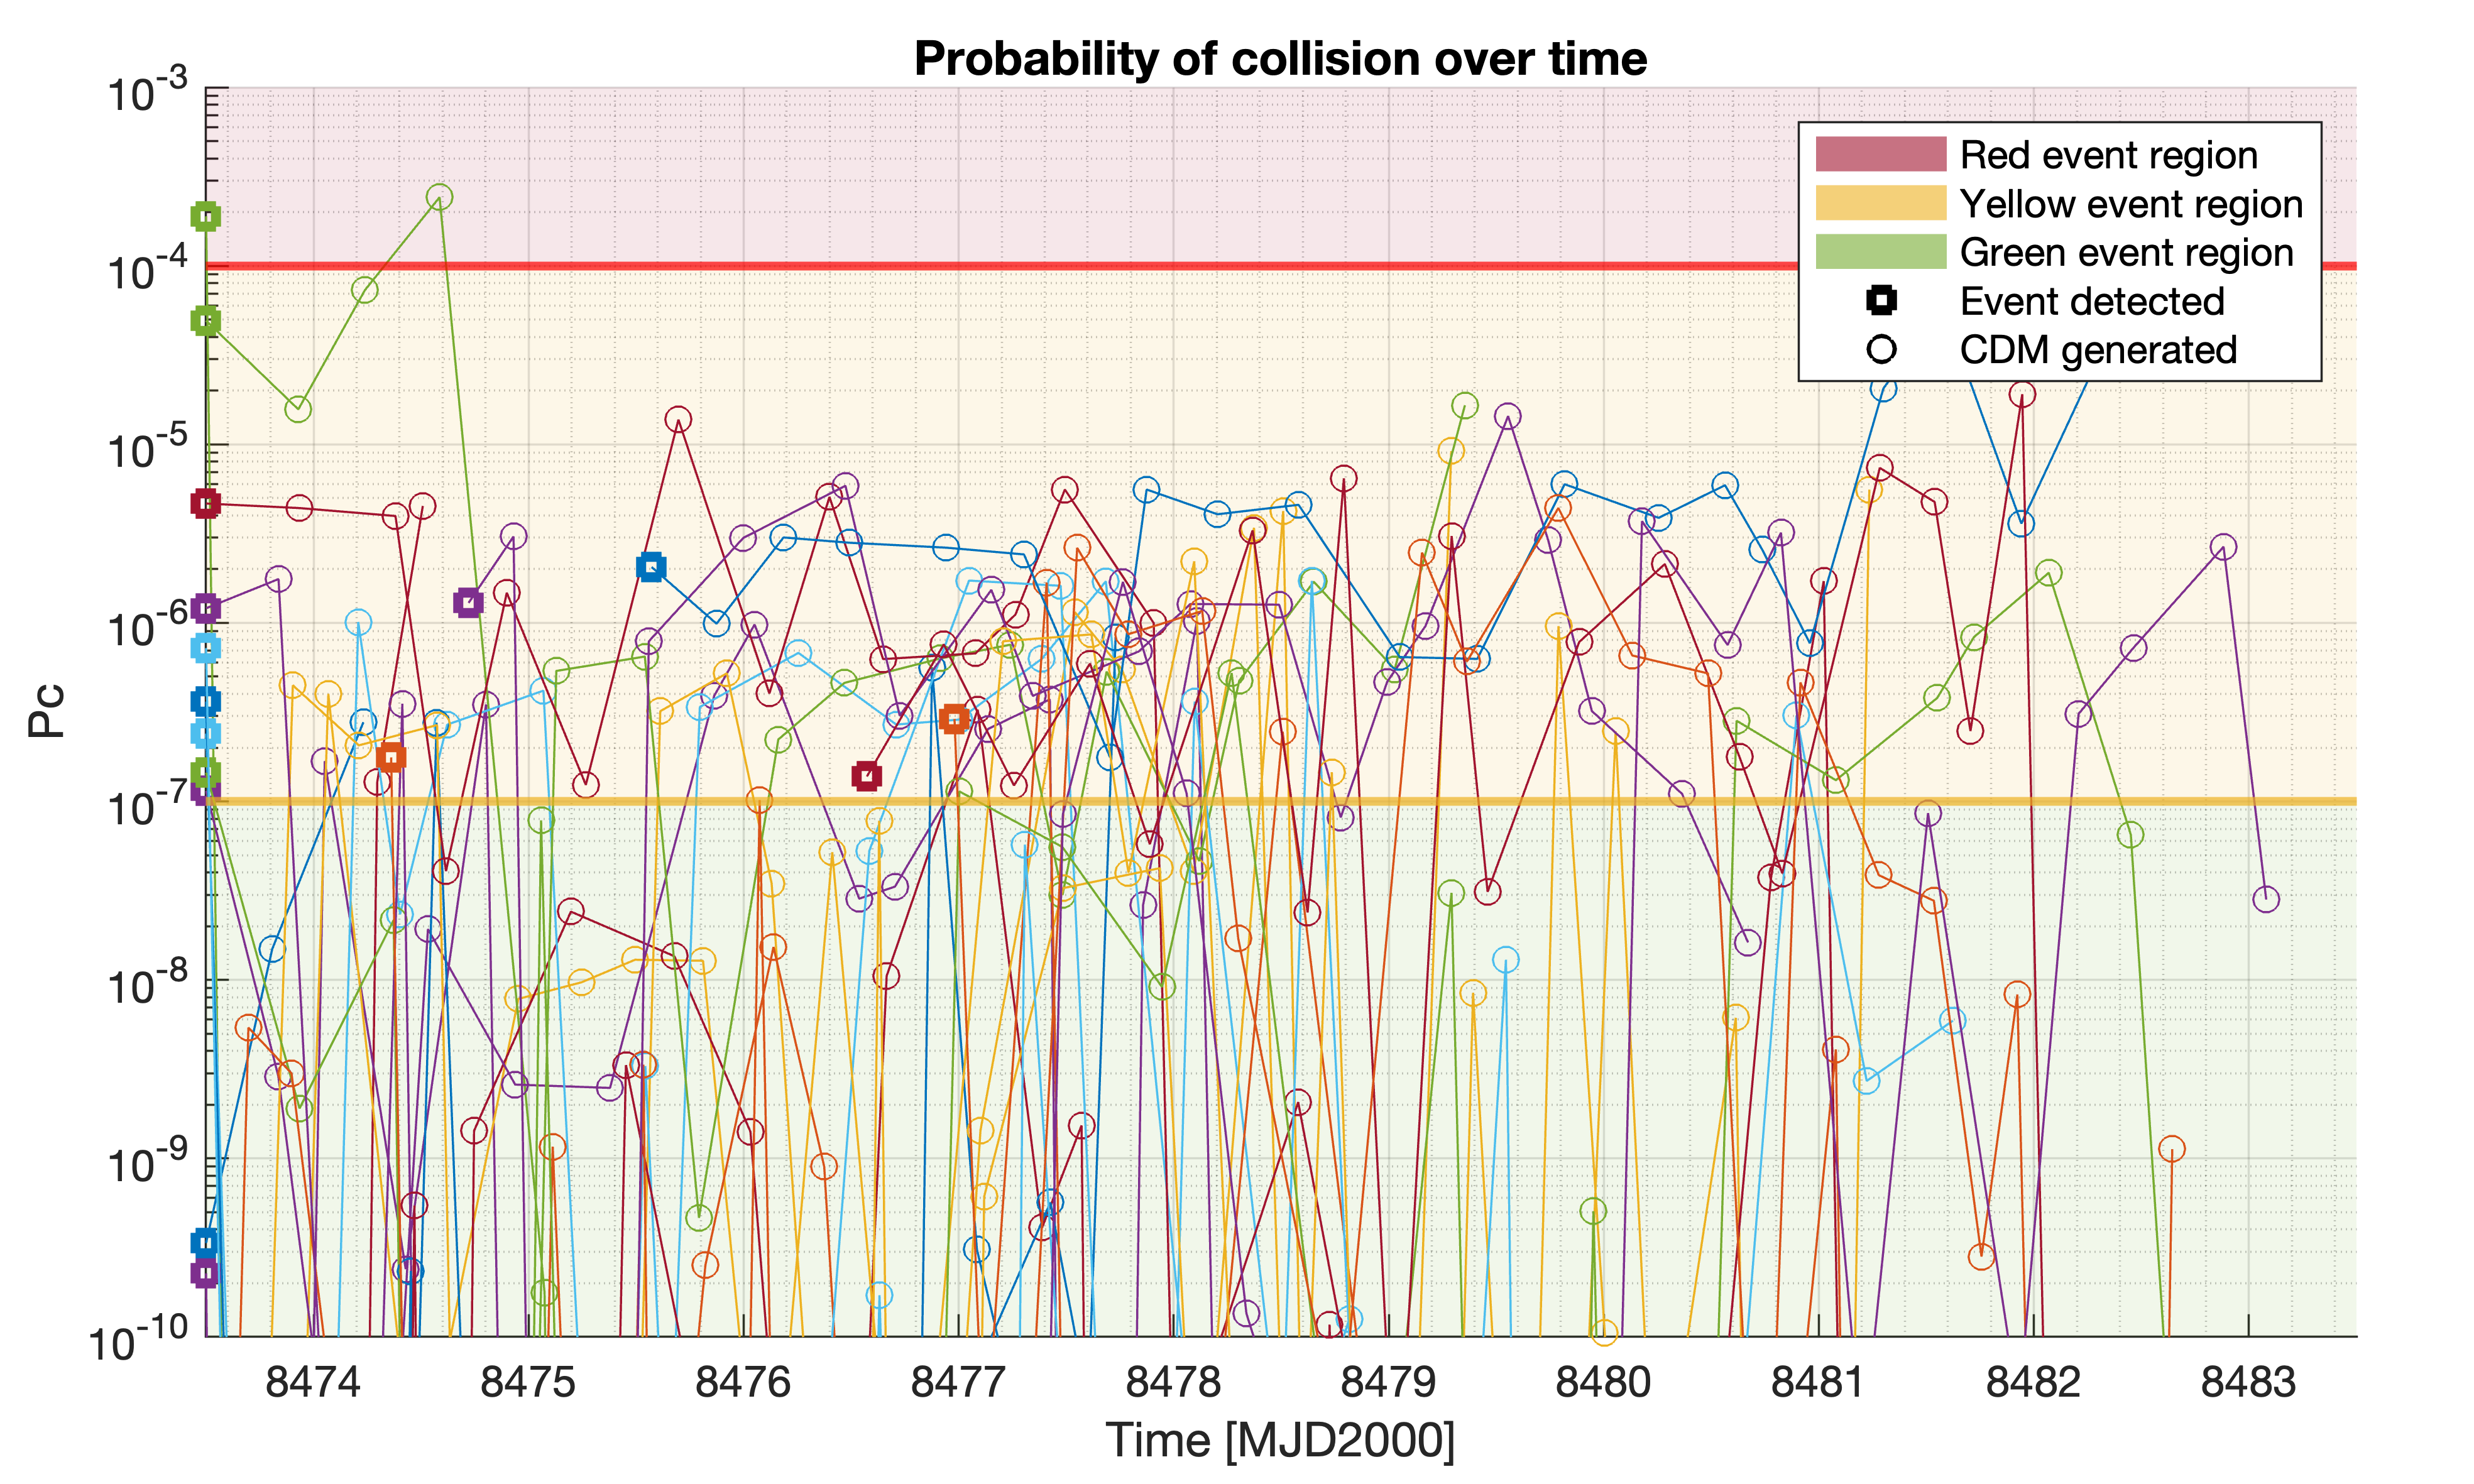 Probability of collision over time
10^-3
10^-4
10^-5
10^-6
10^-7
10^-8
10^-9
10^-10
Pc
Red event region
Yellow event region
Green event region
Event detected
CDM generated
8474 8475 8476 8477 8478 8479 8480 8481 8482 8483
Time [MJD2000]